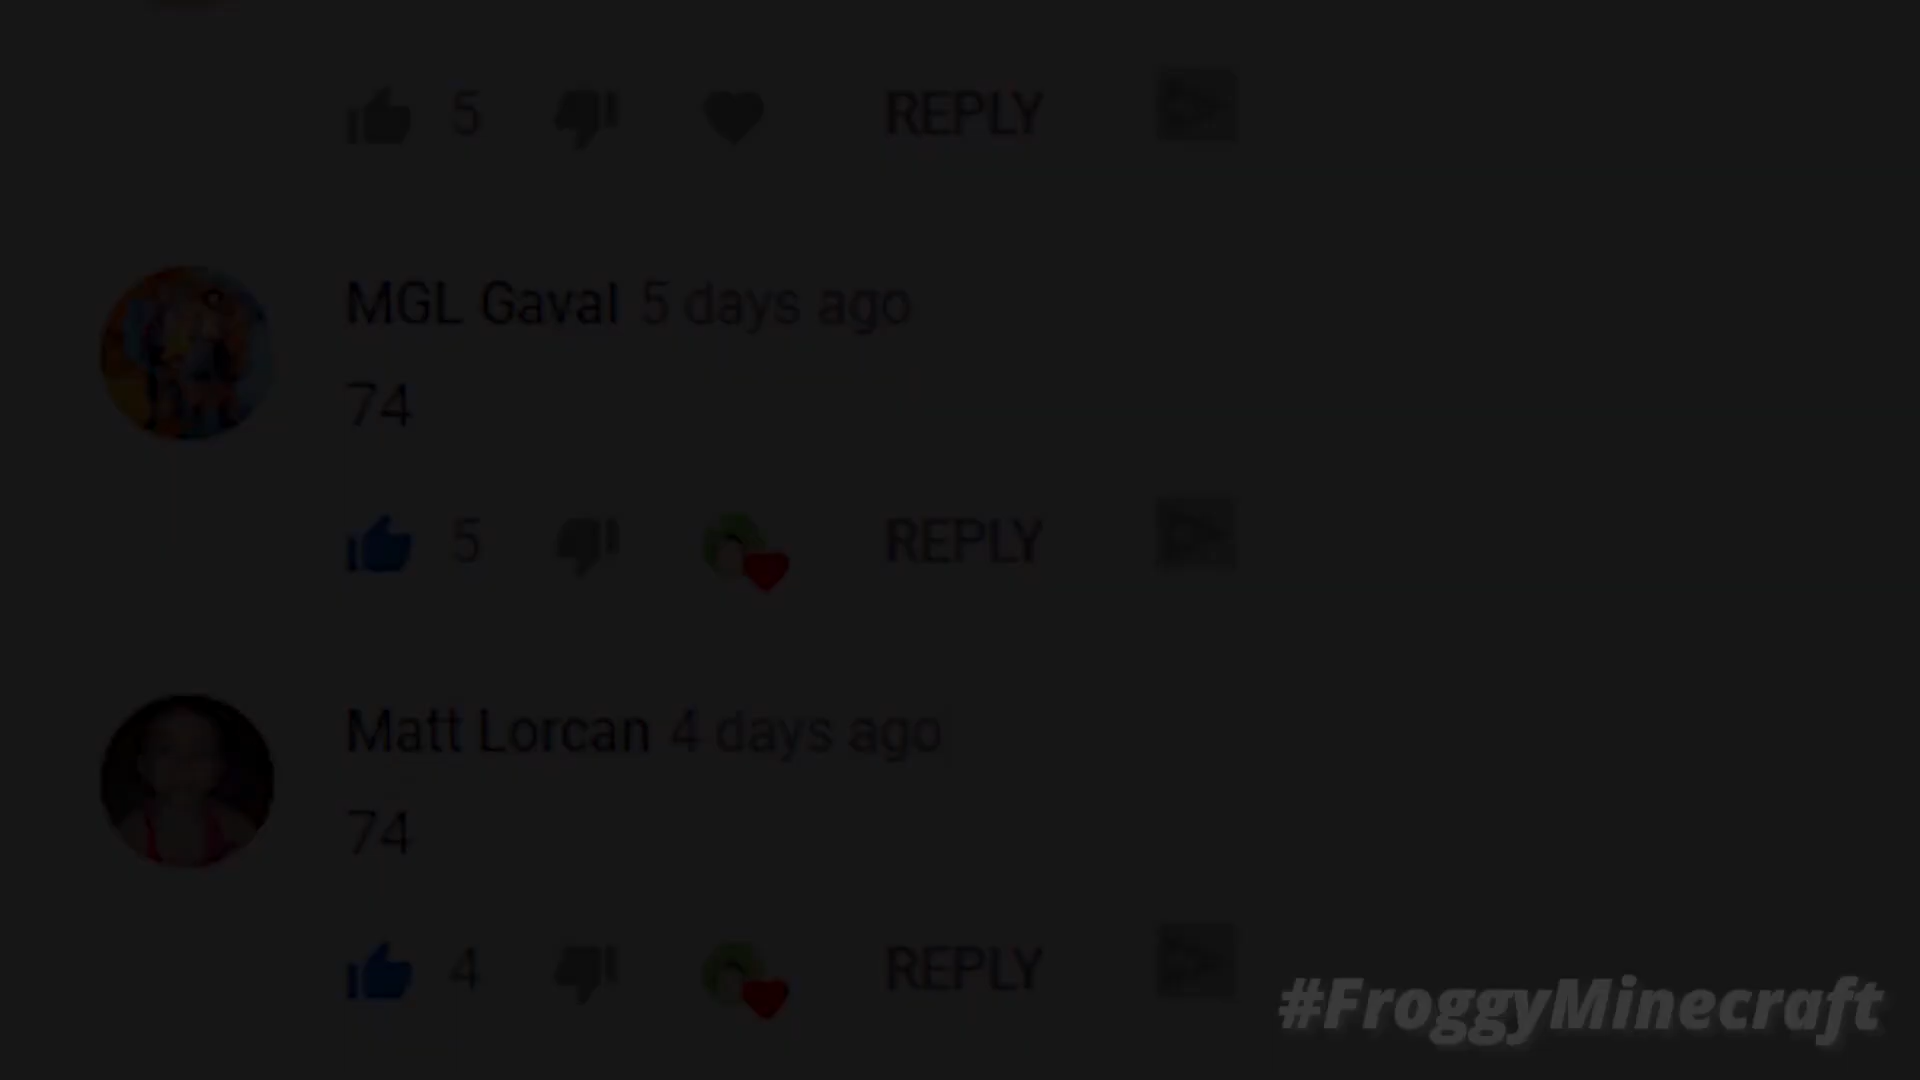 5 REPLY
MGL Gaval 5 days ago
74
5 REPLY
Matt Lorcan 4 days ago
74
4 REPLY
#FroggyMinecraft